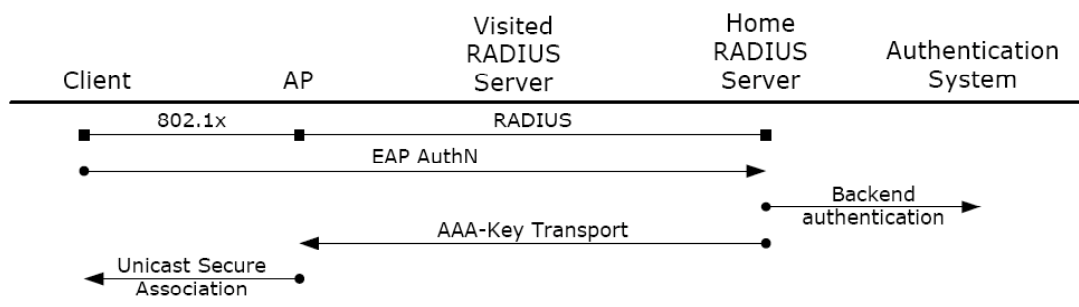 Visited
RADIUS
Server
Home
RADIUS
Server
Authentication
System
Client
AP
802.1x
RADIUS
EAP AuthN
Backend
authentication
AAA-Key Transport
Unicast Secure
Association